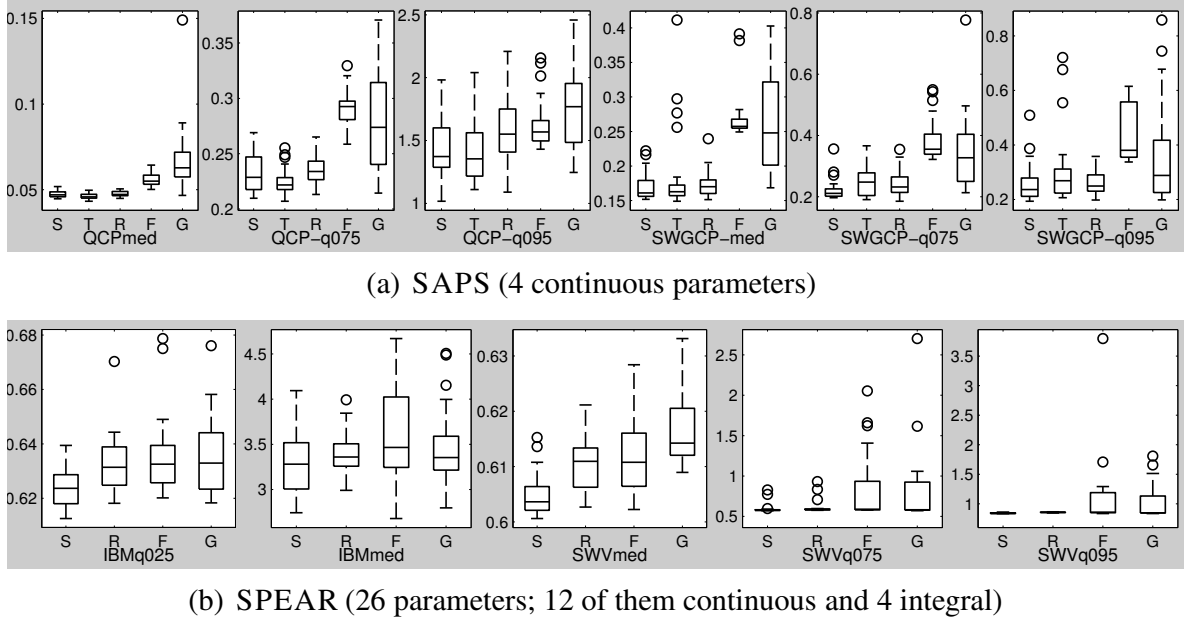 0.15
0.1
0.05
S T R F G
QCPmed
0.35
0.3
0.25
0.2
S T R F G
QCP-q075
2.5
2
1.5
1
S T R F G
QCP-q095
0.4
0.35
0.3
0.25
0.2
0.15
S T R F G
SWGCP-med
0.8
0.6
0.4
0.2
S T R F G
SWGCP-q075
0.8
0.6
0.4
0.2
S T R F G
SWGCP-q095
(a) SAPS (4 continuous parameters)
0.68
0.66
0.64
0.62
S R F G
IBMq025
4.5
4
3.5
3
S R F G
IBMmed
0.63
0.62
0.61
0.6
S R F G
SWVmed
2.5
2
1.5
1
0.5
S R F G
SWVq075
3.5
3
2.5
2
1.5
1
S R F G
SWVq095
(b) SPEAR (26 parameters; 12 of them continuous and 4 integral)